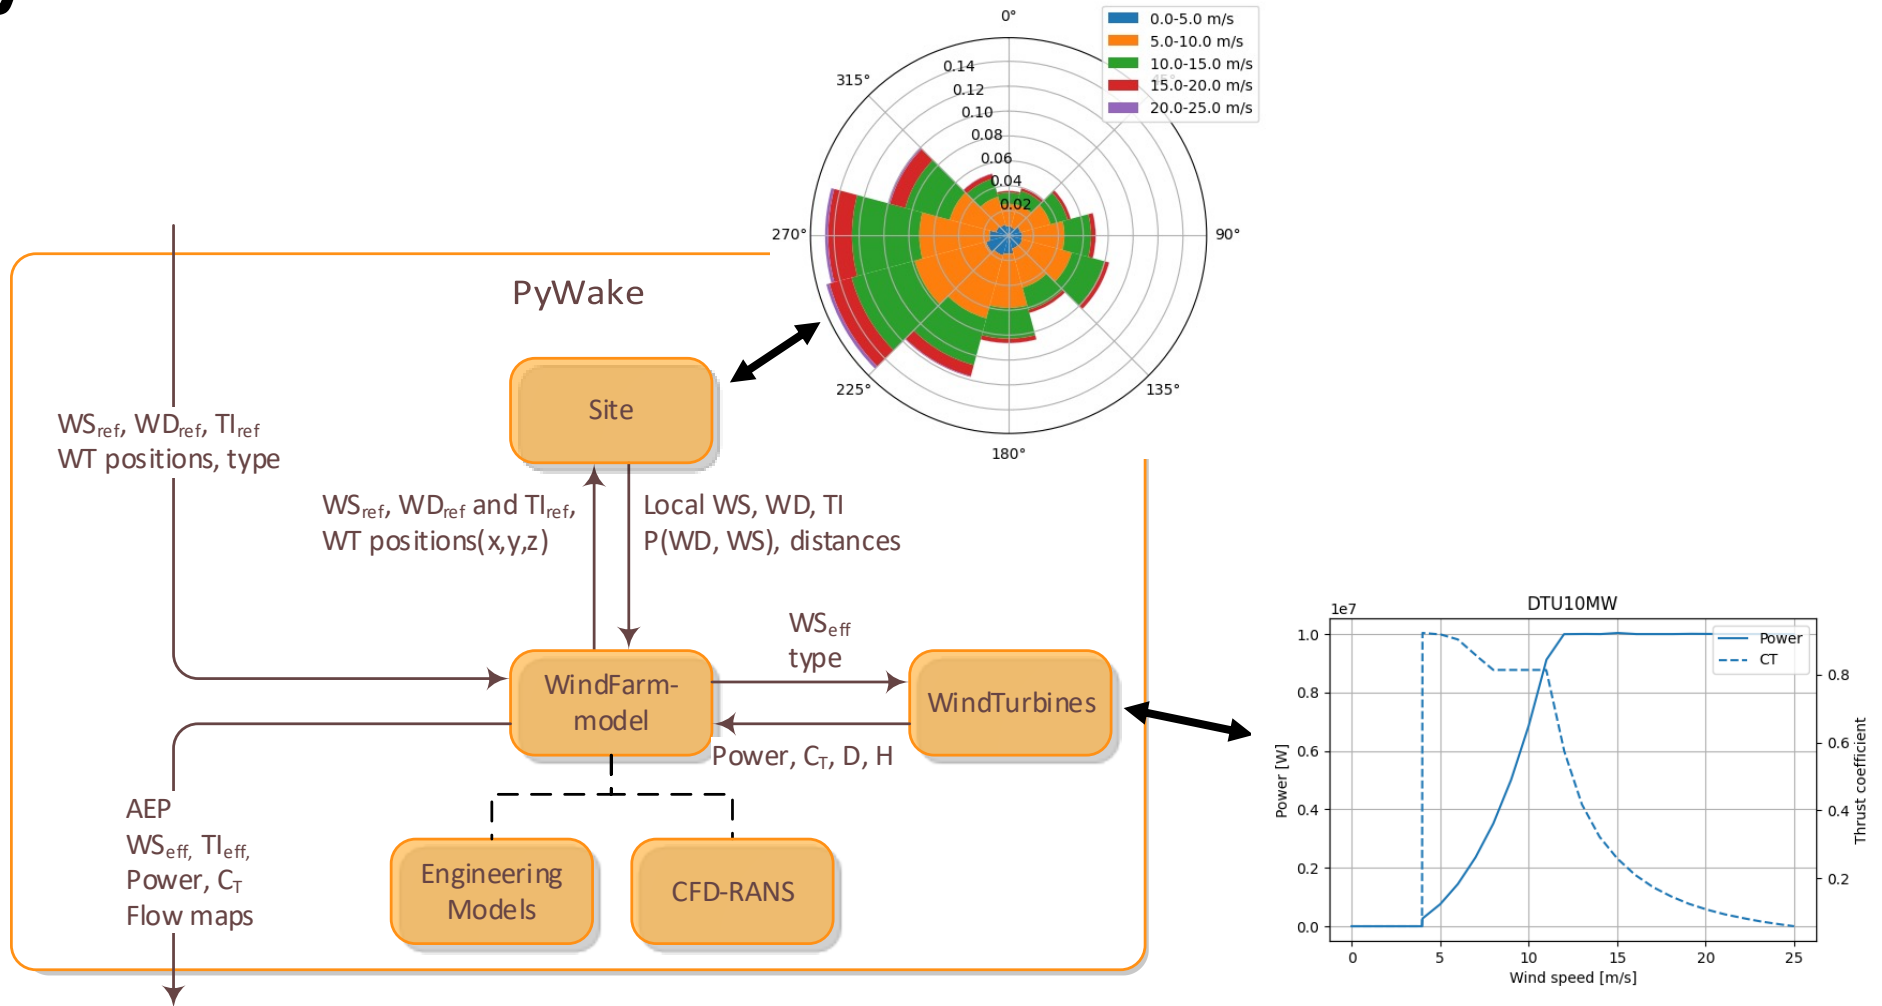 0°
0.0-5.0 m/s
5.0-10.0 m/s
10.0-15.0 m/s
15.0-20.0 m/s
20.0-25.0 m/s
315°
0.14
0.12
0.10
0.08
0.06
0.04
0.02
270°
90°
225°
135°
180°
PyWake
Site
WSref, WDref, TIref
WT positions, type
WSref, WDref and TIref,
WT positions(x,y,z)
Local WS, WD, TI
P(WD, WS), distances
WSeff
type
WindFarm-
model
WindTurbines
Power, CT, D, H
AEP
WSeff, TIeff,
Power, CT
Flow maps
Engineering
Models
CFD-RANS
DTU10MW
1e7
Power
CT
1.0
0.8
0.6
0.4
0.2
0.0
Power [W]
0.8
0.6
0.4
0.2
Thrust coefficient
0 5 10 15 20 25
Wind speed [m/s]